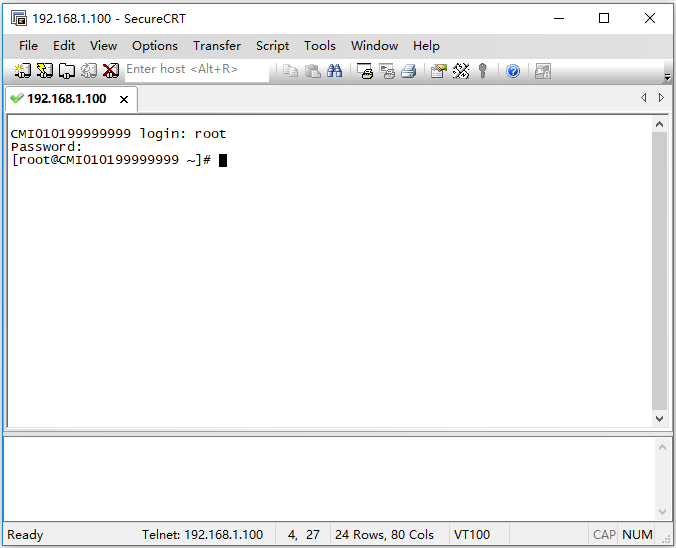 192.168.1.100 - SecureCRT
File Edit View Options Transfer Script Tools Window Help
Enter host <Alt+R>
192.168.1.100
CMI010199999999 login: root
Password:
[root@CMI010199999999 ~]#
Ready Telnet: 192.168.1.100 4, 27 24 Rows, 80 Cols VT100 CAP NUM